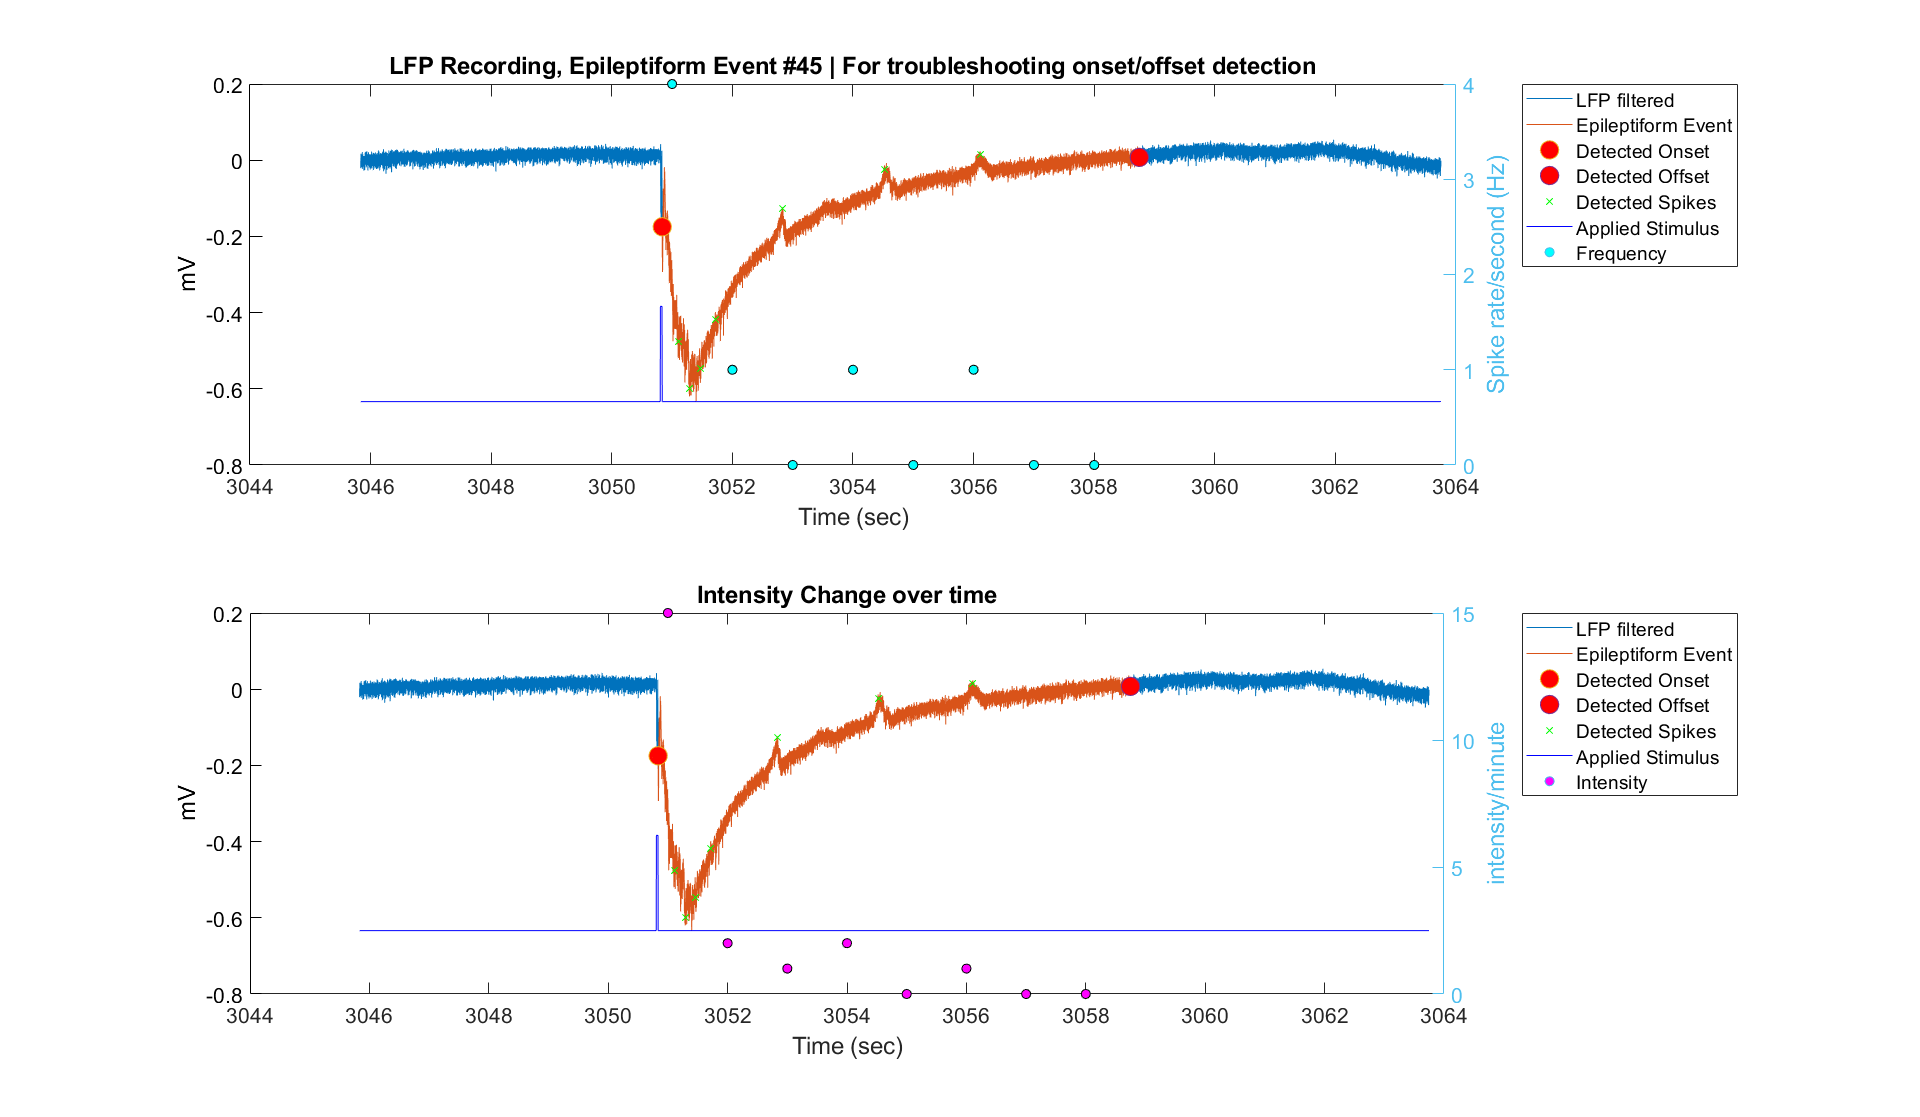 LFP Recording, Epileptiform Event #45 | For troubleshooting onset/offset detection
0.2
0
-0.2
-0.4
-0.6
-0.8
mV
4
3
2
1
0
Spike rate/second (Hz)
3044 3046 3048 3050 3052 3054 3056 3058 3060 3062 3064
Time (sec)
LFP filtered
Epileptiform Event
Detected Onset
Detected Offset
Detected Spikes
Applied Stimulus
Frequency
Intensity Change over time
0.2
0
-0.2
-0.4
-0.6
-0.8
mV
15
10
5
0
intensity/minute
3044 3046 3048 3050 3052 3054 3056 3058 3060 3062 3064
Time (sec)
LFP filtered
Epileptiform Event
Detected Onset
Detected Offset
Detected Spikes
Applied Stimulus
Intensity